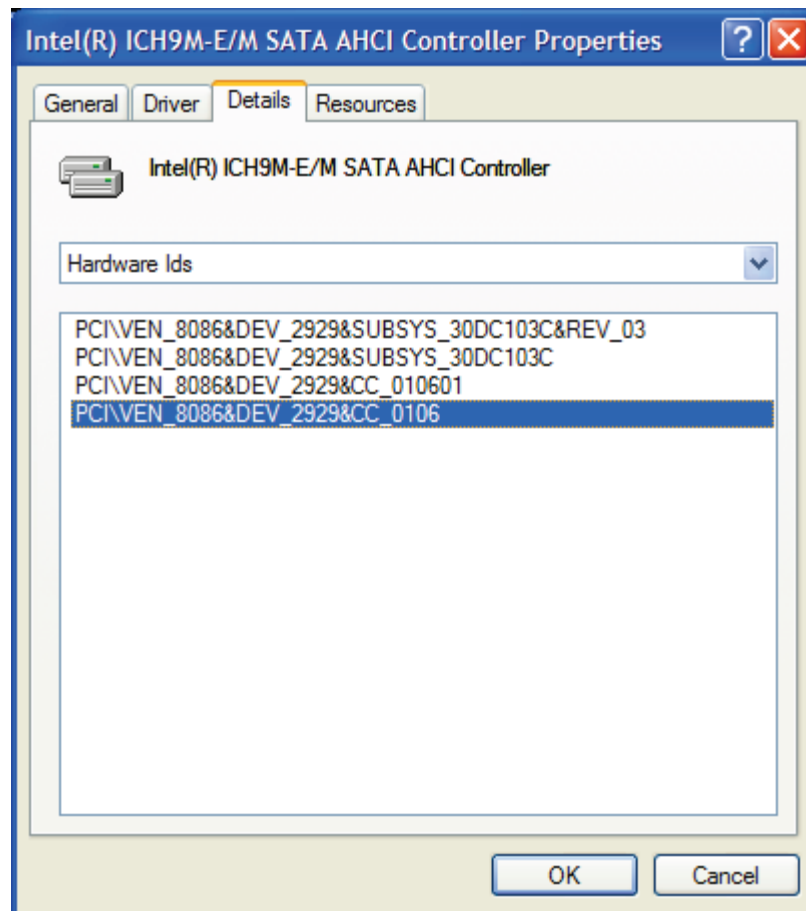 Intel(R) ICH9M-E/M SATA AHCI Controller Properties
General Driver Details Resources
Intel(R) ICH9M-E/M SATA AHCI Controller
Hardware Ids
PCI\VEN_8086&DEV_2929&SUBSYS_30DC103C&REV_03
PCI\VEN_8086&DEV_2929&SUBSYS_30DC103C
PCI\VEN_8086&DEV_2929&CC_010601
PCI\VEN_8086&DEV_2929&CC_0106
OK Cancel